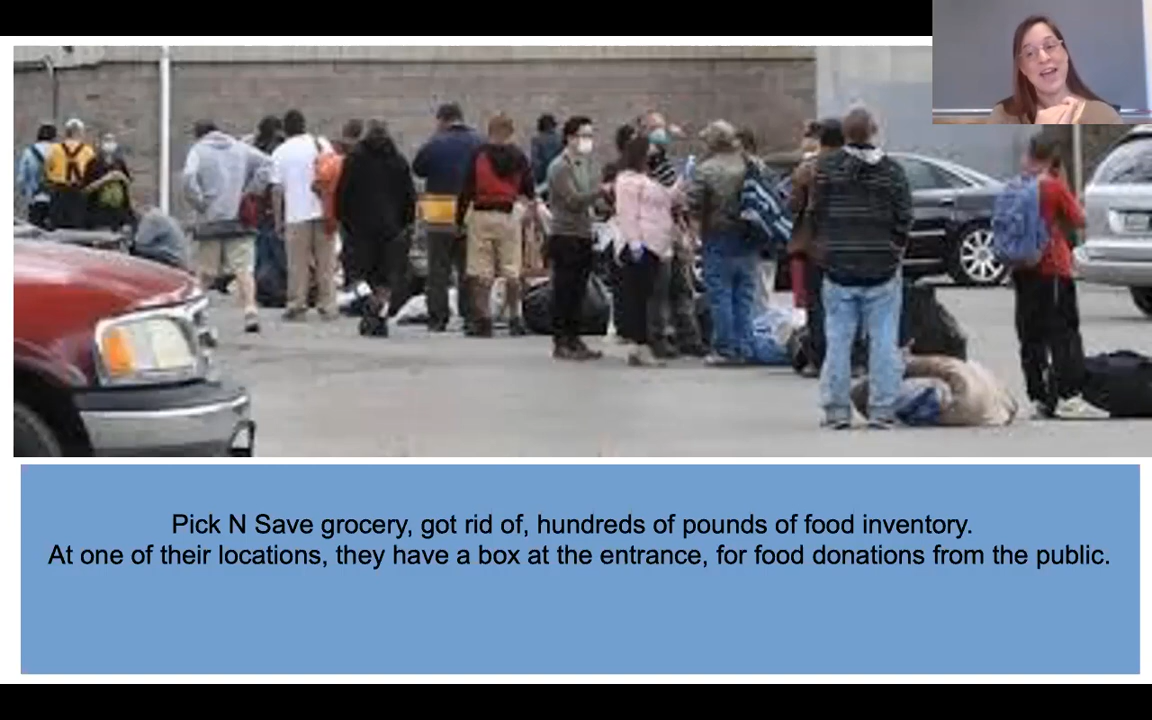 Pick N Save grocery, got rid of, hundreds of pounds of food inventory.
At one of their locations, they have a box at the entrance, for food donations from the public.